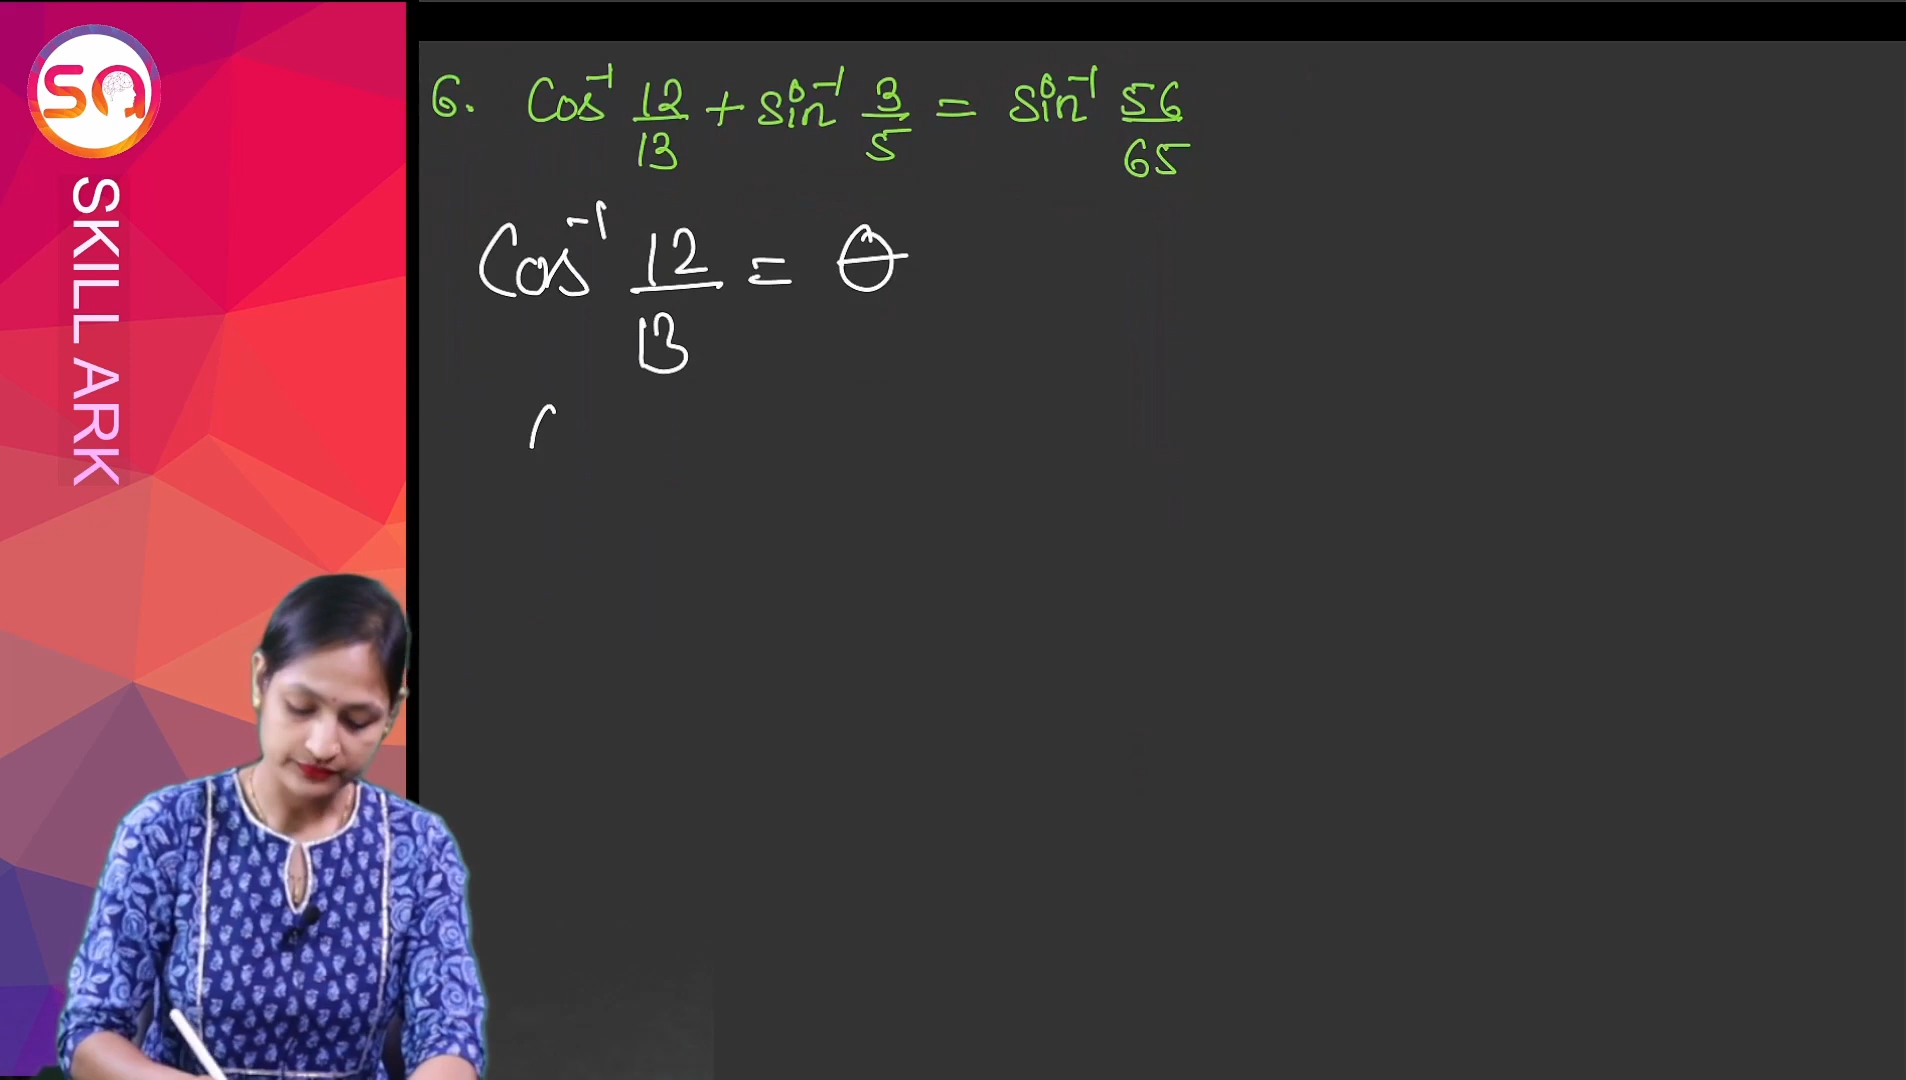 SKILL ARK
6. Cos⁻¹ 12/13 + sin⁻¹ 3/5 = sin⁻¹ 56/65
Cos⁻¹ 12/13 = θ
(